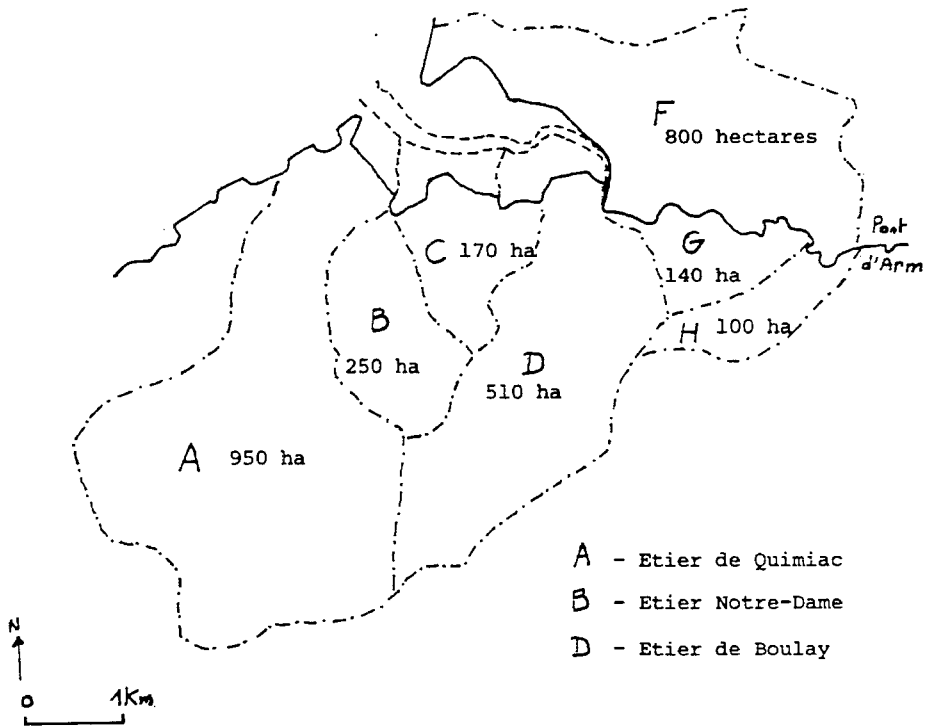 F
800 hectares
Pont
d'Arm
G
140 ha
C 170 ha
H 100 ha
B
250 ha
D
510 ha
A 950 ha
A - Etier de Quimiac
B - Etier Notre-Dame
D - Etier de Boulay
N
0 1Km